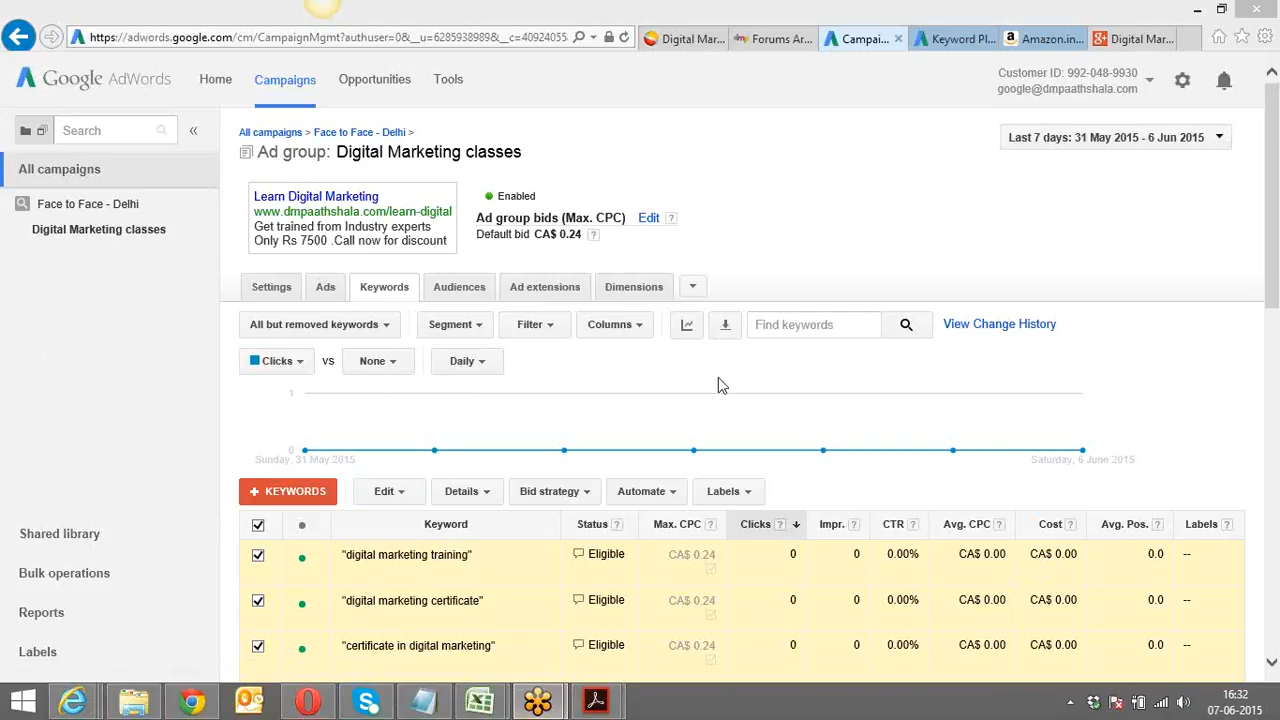 https://adwords.google.com/cm/CampaignMgmt?authuser=0&__u=6285938989&__c=40924055
Digital Mar...
Forums Ar...
Campai...
Keyword Pl...
Amazon.in...
Digital Mar...
Google AdWords
Home
Campaigns
Opportunities
Tools
Customer ID: 992-048-9930
google@dmpaathshala.com
Search
All campaigns
Face to Face - Delhi
Digital Marketing classes
Shared library
Bulk operations
Reports
Labels
All campaigns > Face to Face - Delhi >
Ad group: Digital Marketing classes
Last 7 days: 31 May 2015 - 6 Jun 2015
Learn Digital Marketing
www.dmpaathshala.com/learn-digital
Get trained from Industry experts
Only Rs 7500 .Call now for discount
Enabled
Ad group bids (Max. CPC) Edit ?
Default bid CA$ 0.24 ?
Settings
Ads
Keywords
Audiences
Ad extensions
Dimensions
All but removed keywords
Segment
Filter
Columns
Find keywords
View Change History
Clicks
VS
None
Daily
1
0
Sunday, 31 May 2015
Saturday, 6 June 2015
+ KEYWORDS
Edit
Details
Bid strategy
Automate
Labels
Keyword Status ? Max. CPC ? Clicks ? Impr. ? CTR ? Avg. CPC ? Cost ? Avg. Pos. ? Labels ?
"digital marketing training" Eligible CA$ 0.24 0 0 0.00% CA$ 0.00 CA$ 0.00 0.0 --
"digital marketing certificate" Eligible CA$ 0.24 0 0 0.00% CA$ 0.00 CA$ 0.00 0.0 --
"certificate in digital marketing" Eligible CA$ 0.24 0 0 0.00% CA$ 0.00 CA$ 0.00 0.0 --
16:32
07-06-2015